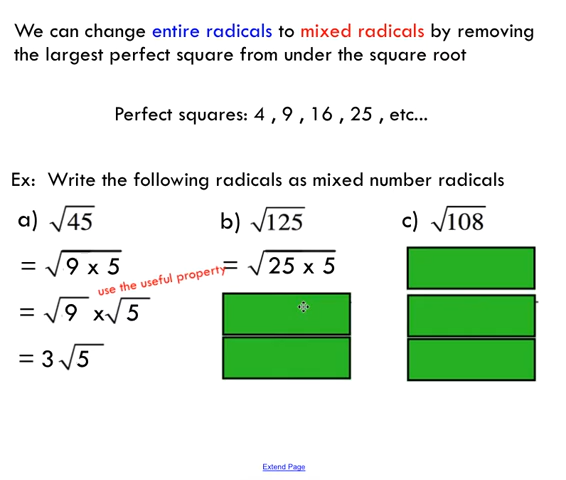 We can change entire radicals to mixed radicals by removing
the largest perfect square from under the square root
Perfect squares: 4 , 9 , 16 , 25 , etc...
Ex: Write the following radicals as mixed number radicals
a) √45
b) √125
c) √108
= √9 x 5
= √25 x 5
use the useful property
= √9 x√5
= 3√5
Extend Page